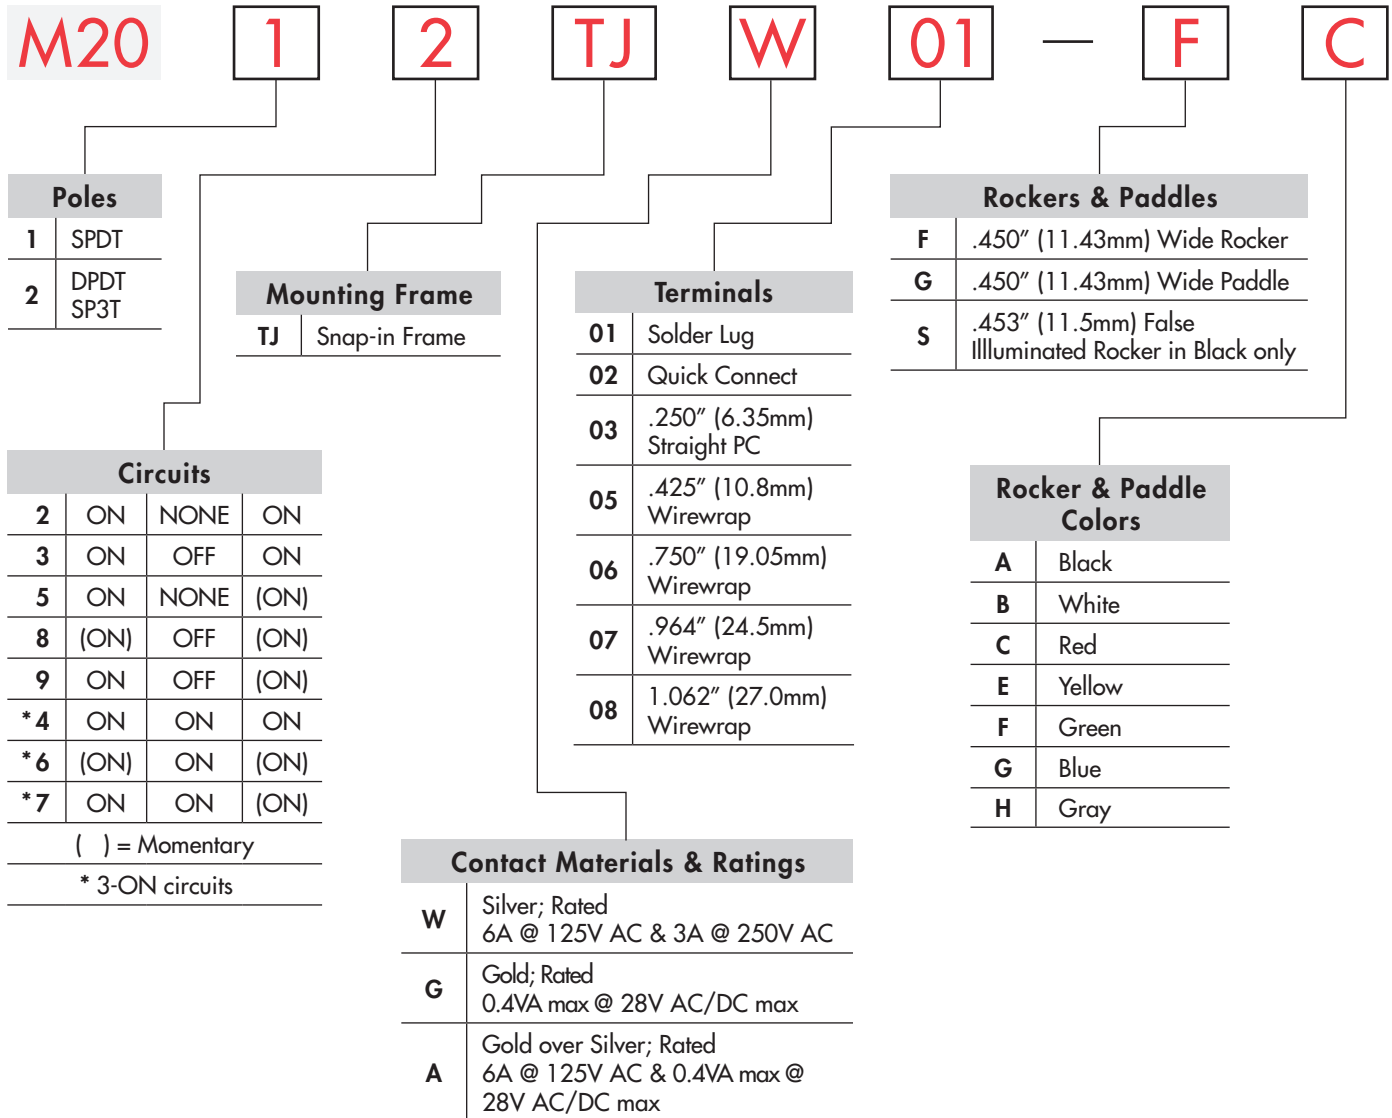 M20 1 2 TJ W 01 — F C
Poles
1 SPDT
2 DPDT
SP3T
Mounting Frame
TJ Snap-in Frame
Terminals
01 Solder Lug
02 Quick Connect
03 .250" (6.35mm)
Straight PC
05 .425" (10.8mm)
Wirewrap
06 .750" (19.05mm)
Wirewrap
07 .964" (24.5mm)
Wirewrap
08 1.062" (27.0mm)
Wirewrap
Rockers & Paddles
F .450" (11.43mm) Wide Rocker
G .450" (11.43mm) Wide Paddle
S .453" (11.5mm) False
Illluminated Rocker in Black only
Circuits
2 ON NONE ON
3 ON OFF ON
5 ON NONE (ON)
8 (ON) OFF (ON)
9 ON OFF (ON)
*4 ON ON ON
*6 (ON) ON (ON)
*7 ON ON (ON)
( ) = Momentary
* 3-ON circuits
Rocker & Paddle
Colors
A Black
B White
C Red
E Yellow
F Green
G Blue
H Gray
Contact Materials & Ratings
W Silver; Rated
6A @ 125V AC & 3A @ 250V AC
G Gold; Rated
0.4VA max @ 28V AC/DC max
A Gold over Silver; Rated
6A @ 125V AC & 0.4VA max @
28V AC/DC max